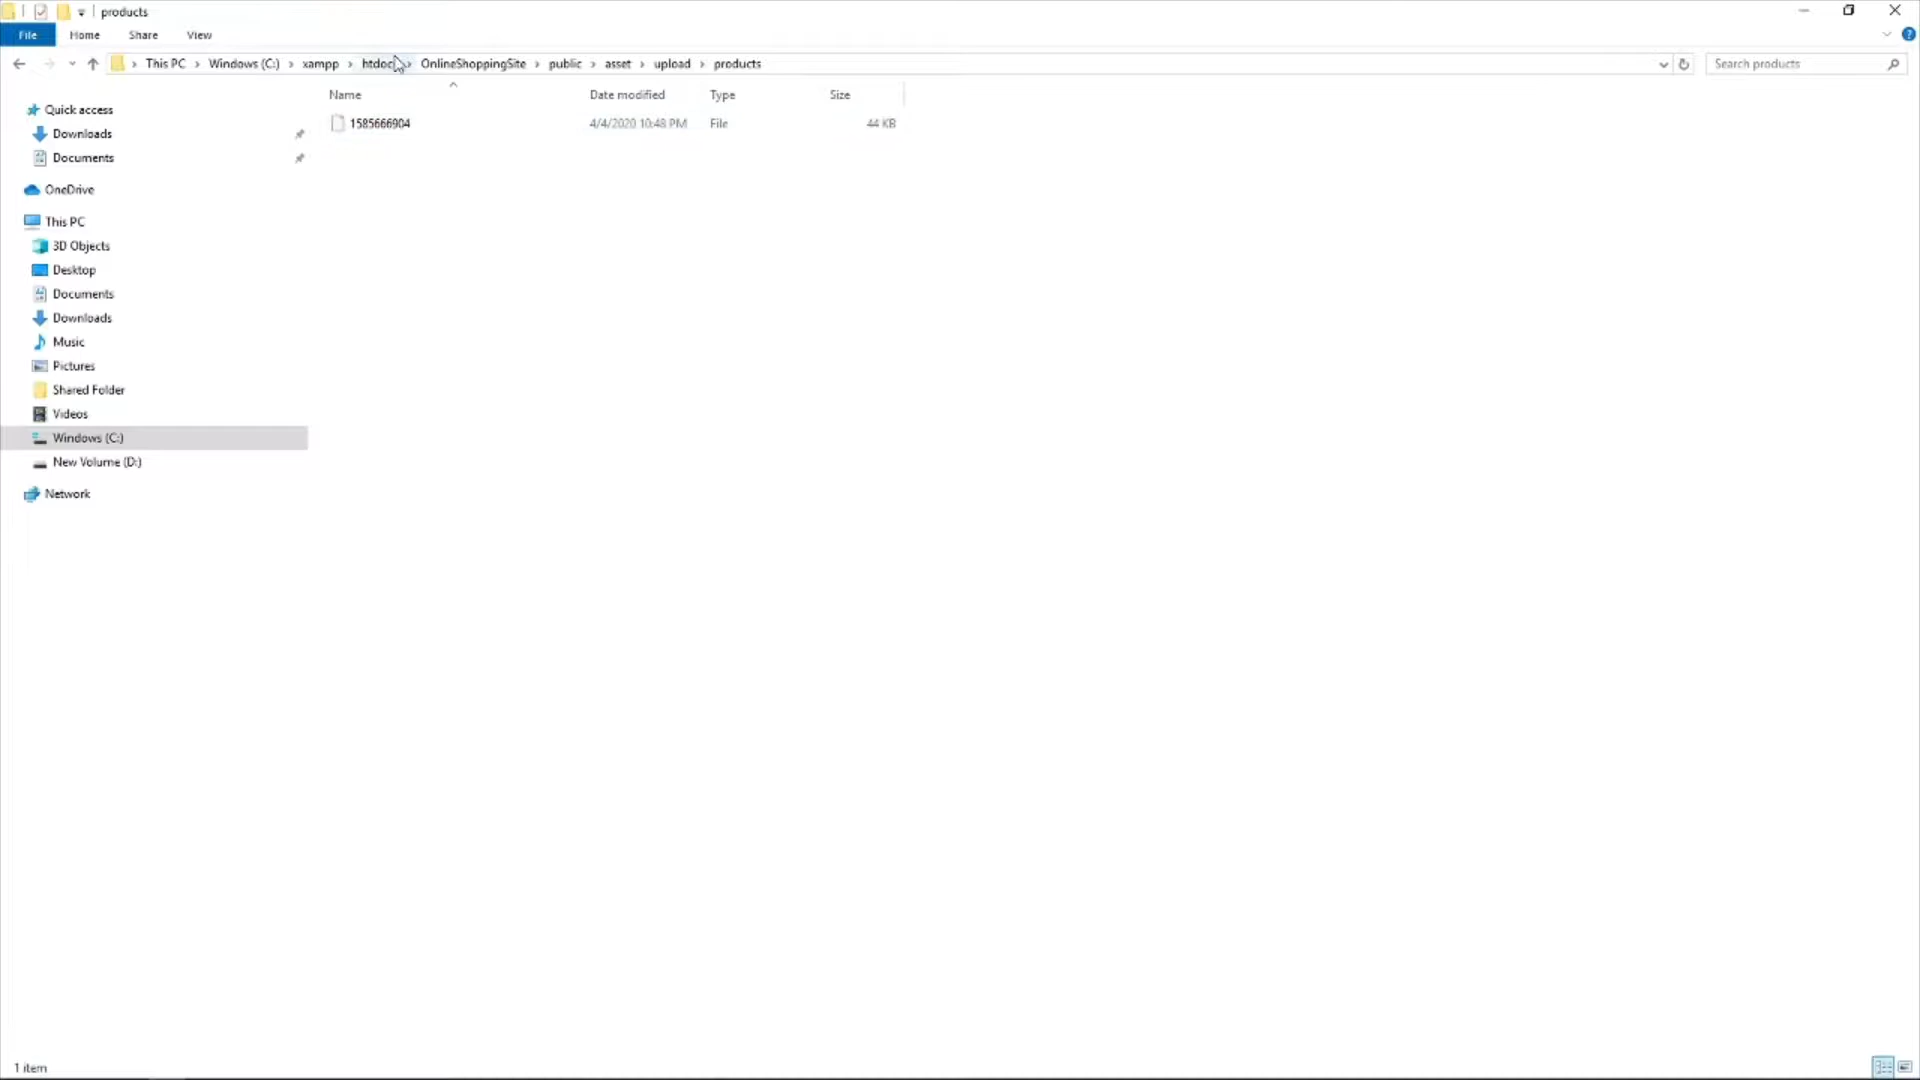 products
File Home Share View
This PC Windows (C:) xampp htdocs OnlineShoppingSite public asset upload products Search products
Name Date modified Type Size
1585666904 4/4/2020 10:48 PM File 44 KB
Quick access
Downloads
Documents
OneDrive
This PC
3D Objects
Desktop
Documents
Downloads
Music
Pictures
Shared Folder
Videos
Windows (C:)
New Volume (D:)
Network
1 item